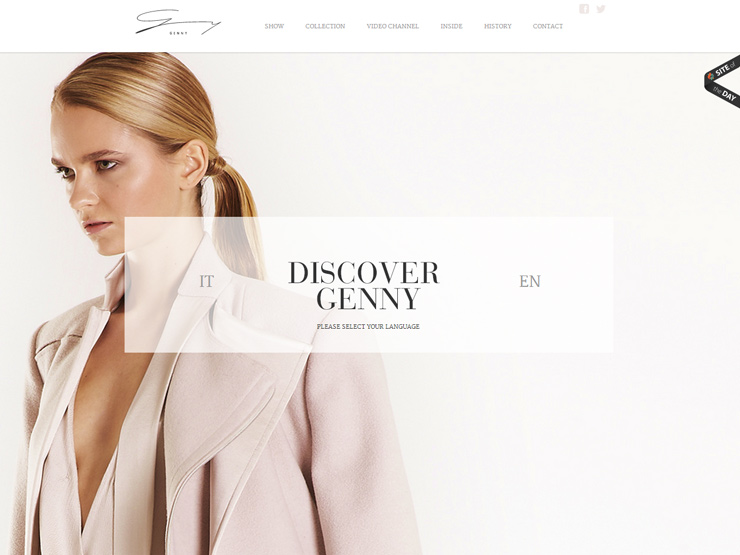 Genny
GENNY
SHOW COLLECTION VIDEO CHANNEL INSIDE HISTORY CONTACT
SITE of
the DAY
IT
DISCOVER
GENNY
EN
PLEASE SELECT YOUR LANGUAGE